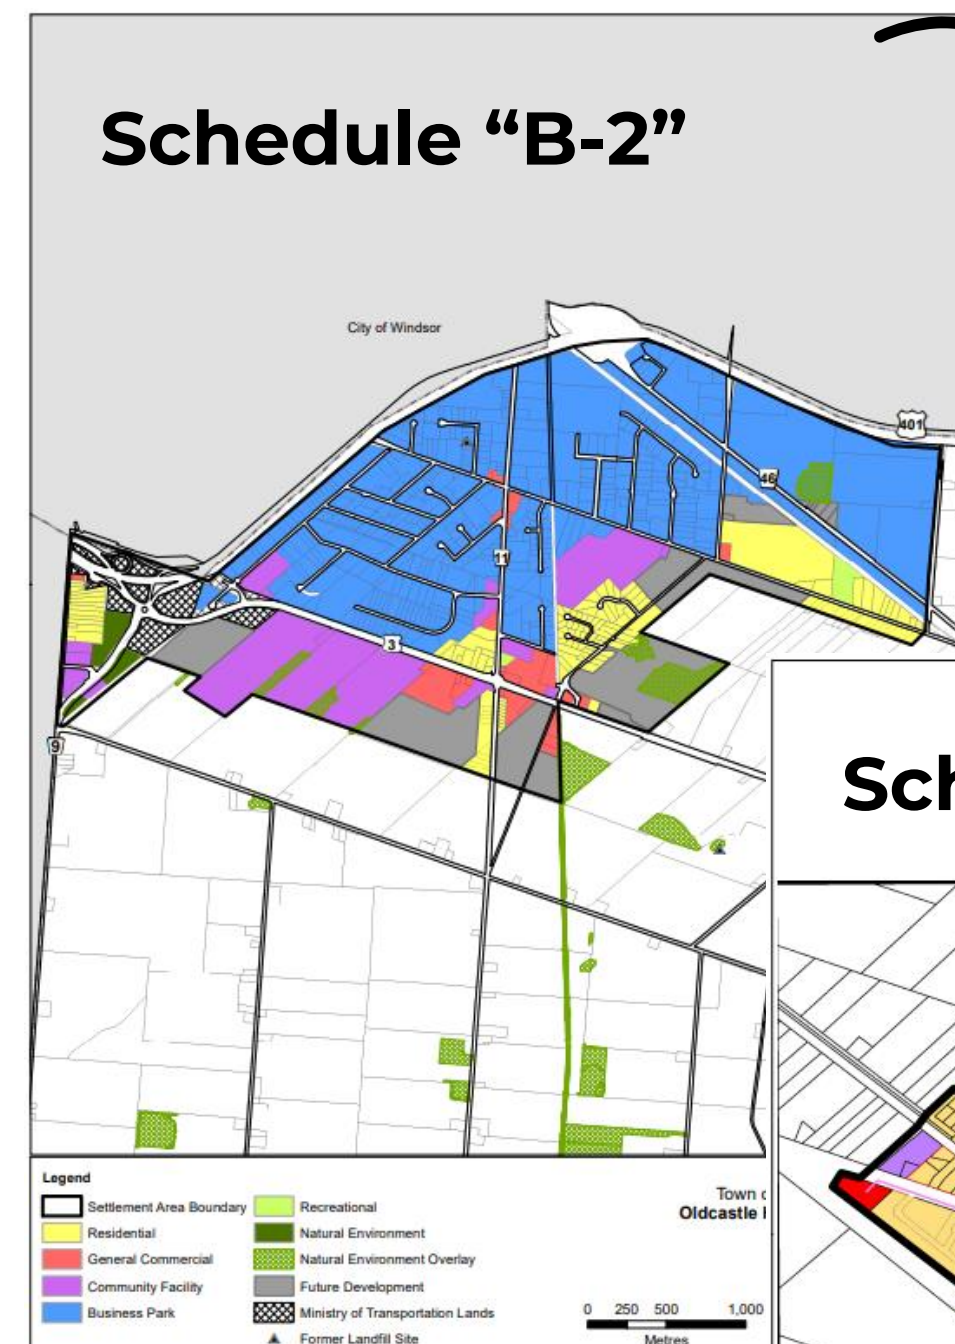 Schedule “B-2”
City of Windsor
401
46
11
3
9
Sch
Legend
Settlement Area Boundary
Residential
General Commercial
Community Facility
Business Park
Recreational
Natural Environment
Natural Environment Overlay
Future Development
Ministry of Transportation Lands
Former Landfill Site
Town o
Oldcastle
0 250 500 1,000
Metres